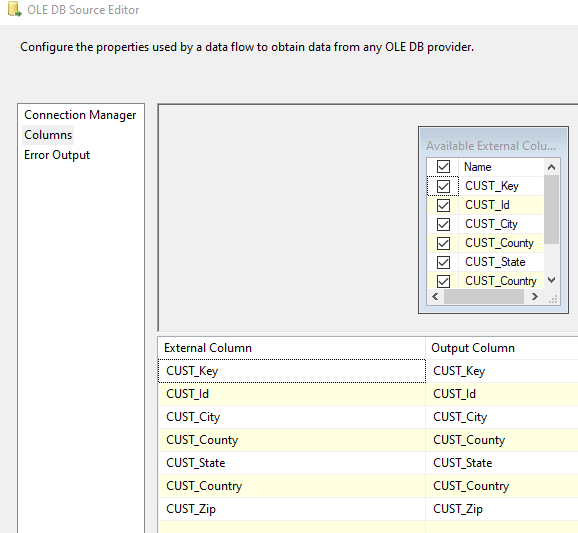 OLE DB Source Editor
Configure the properties used by a data flow to obtain data from any OLE DB provider.
Connection Manager
Columns
Error Output
Available External Colu...
Name
CUST_Key
CUST_Id
CUST_City
CUST_County
CUST_State
CUST_Country
External Column Output Column
CUST_Key CUST_Key
CUST_Id CUST_Id
CUST_City CUST_City
CUST_County CUST_County
CUST_State CUST_State
CUST_Country CUST_Country
CUST_Zip CUST_Zip